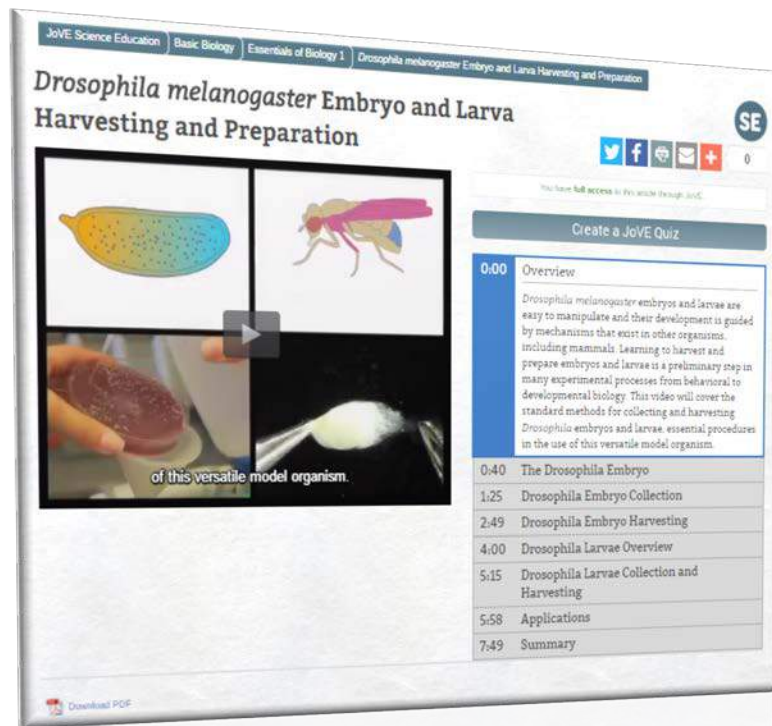 JoVE Science Education
Basic Biology
Essentials of Biology 1
Drosophila melanogaster Embryo and Larva Harvesting and Preparation
Drosophila melanogaster Embryo and Larva
Harvesting and Preparation
SE
0
You have full access to this article through JoVE
Create a JoVE Quiz
0:00 Overview
Drosophila melanogaster embryos and larvae are
easy to manipulate and their development is guided
by mechanisms that exist in other organisms,
including mammals. Learning to harvest and
prepare embryos and larvae is a preliminary step in
many experimental processes from behavioral to
developmental biology. This video will cover the
standard methods for collecting and harvesting
Drosophila embryos and larvae, essential procedures
in the use of this versatile model organism.
of this versatile model organism.
0:40 The Drosophila Embryo
1:25 Drosophila Embryo Collection
2:49 Drosophila Embryo Harvesting
4:00 Drosophila Larvae Overview
5:15 Drosophila Larvae Collection and
Harvesting
5:58 Applications
7:49 Summary
Download PDF